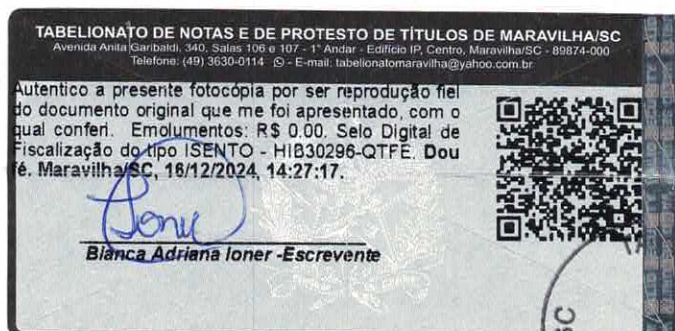 TABELIONATO DE NOTAS E DE PROTESTO DE TÍTULOS DE MARAVILHA/SC
Avenida Anita Garibaldi, 340, Salas 106 e 107 - 1° Andar - Edifício IP, Centro, Maravilha/SC - 89874-000
Telefone: (49) 3630-0114 - E-mail: tabelionatomaravilha@yahoo.com.br
Autentico a presente fotocópia por ser reprodução fiel
do documento original que me foi apresentado, com o
qual conferi. Emolumentos: R$ 0.00. Selo Digital de
Fiscalização do tipo ISENTO - HIB30296-QTFE. Dou
fé. Maravilha/SC, 16/12/2024, 14:27:17.
Ioner
Bianca Adriana Ioner -Escrevente
SC